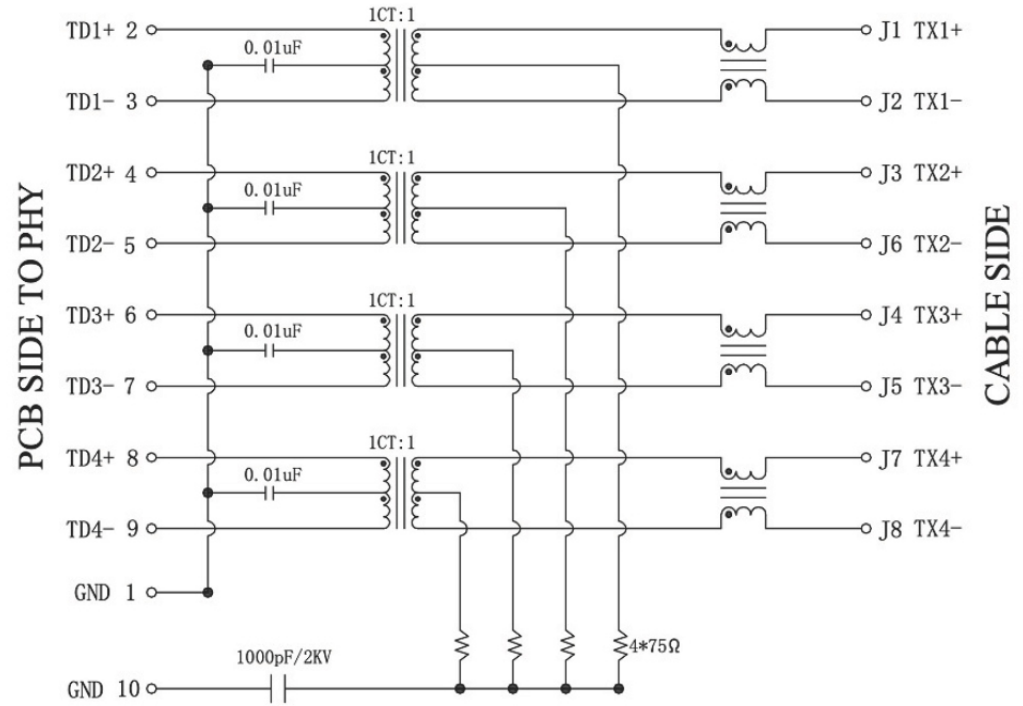 1CT:1
TD1+ 2
J1 TX1+
0.01uF
TD1- 3
J2 TX1-
1CT:1
TD2+ 4
J3 TX2+
0.01uF
TD2- 5
J6 TX2-
PCB SIDE TO PHY
CABLE SIDE
1CT:1
TD3+ 6
J4 TX3+
0.01uF
TD3- 7
J5 TX3-
1CT:1
TD4+ 8
J7 TX4+
0.01uF
TD4- 9
J8 TX4-
GND 1
4*75Ω
1000pF/2KV
GND 10